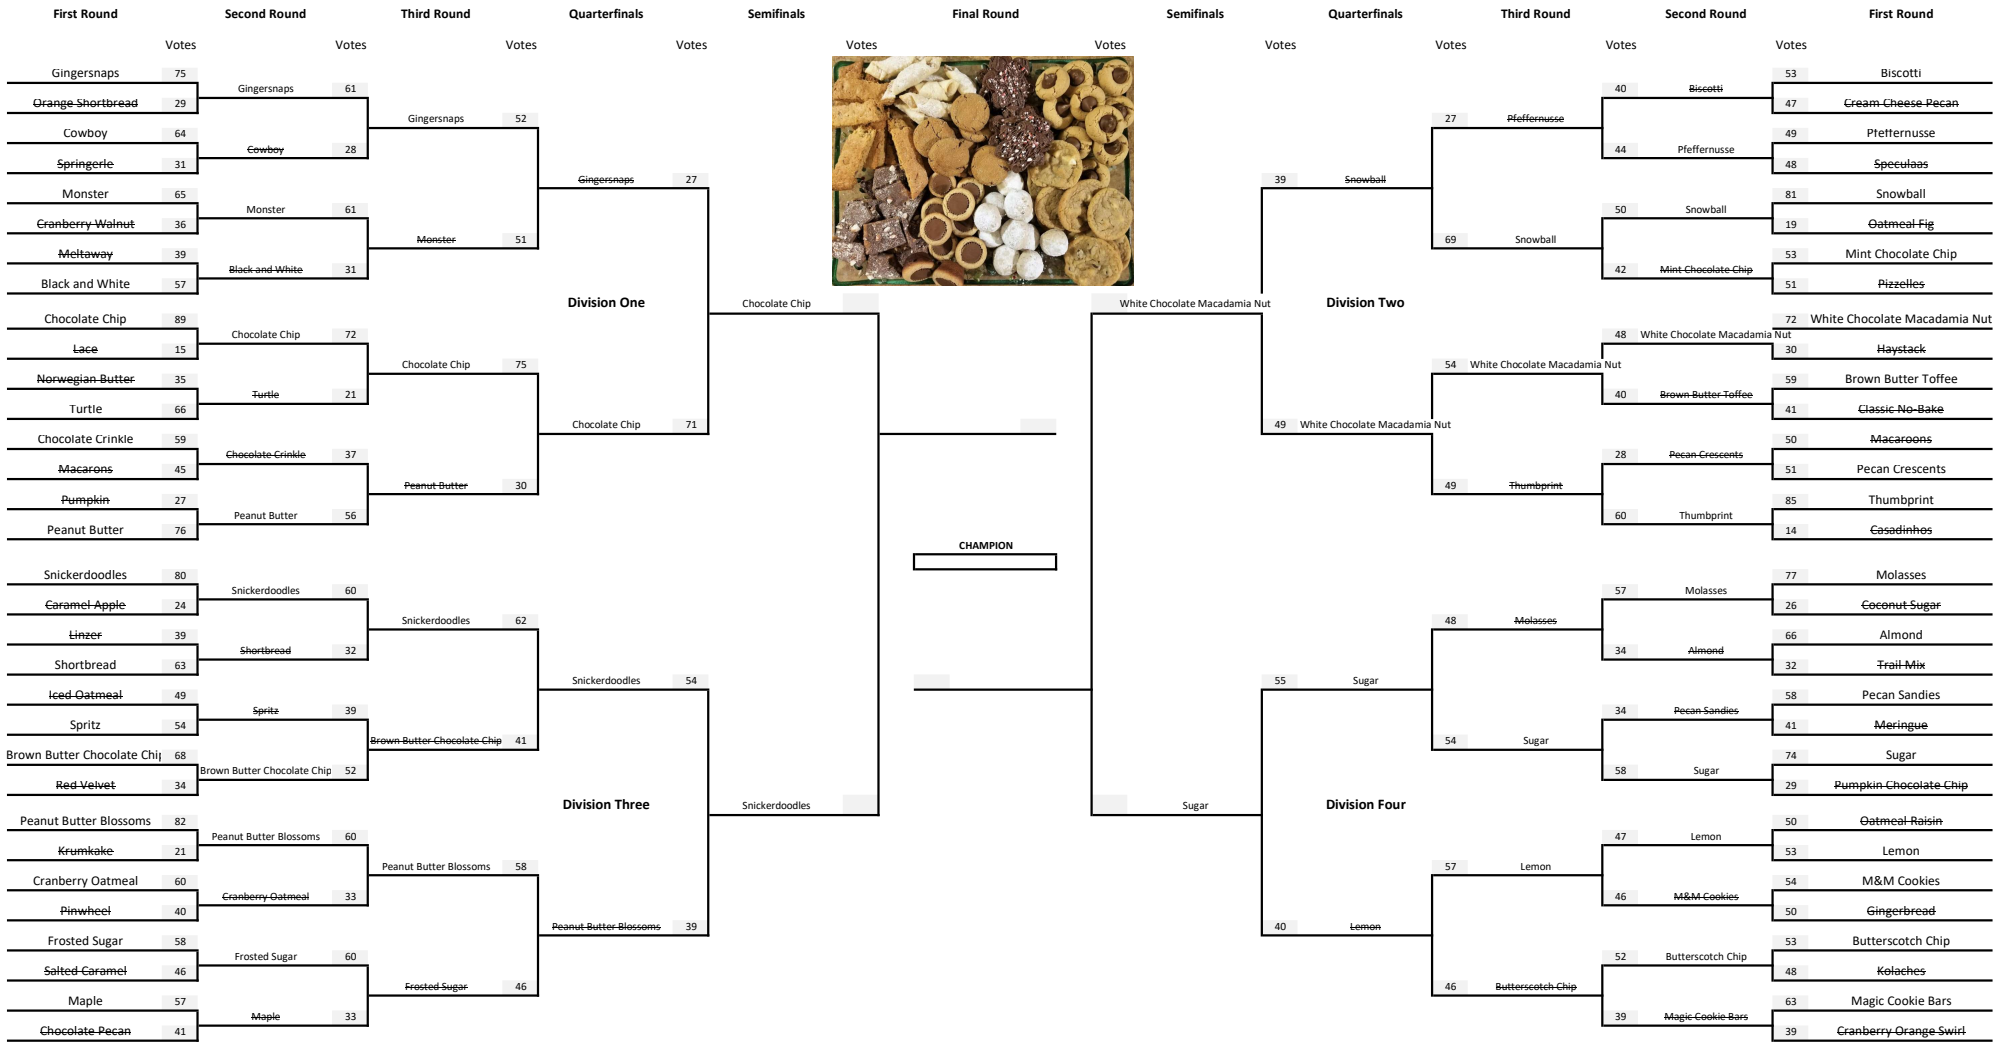 First Round Second Round Third Round Quarterfinals Semifinals Final Round Semifinals Quarterfinals Third Round Second Round First Round
Votes Votes Votes Votes Votes Votes Votes Votes Votes Votes
Gingersnaps 75 53 Biscotti
Gingersnaps 61 40 Biscotti
Orange Shortbread 29 47 Cream Cheese Pecan
Gingersnaps 52 27 Pfeffernusse
Cowboy 64 49 Pfeffernusse
Cowboy 28 44 Pfeffernusse
Springerle 31 48 Speculaas
Gingersnaps 27 39 Snowball
Monster 65 81 Snowball
Monster 61 50 Snowball
Cranberry Walnut 36 19 Oatmeal Fig
Monster 51 69 Snowball
Meltaway 39 53 Mint Chocolate Chip
Black and White 31 42 Mint Chocolate Chip
Black and White 57 51 Pizzelles
Division One Chocolate Chip White Chocolate Macadamia Nut Division Two
Chocolate Chip 89 72 White Chocolate Macadamia Nut
Chocolate Chip 72 48 White Chocolate Macadamia Nut
Lace 15 30 Haystack
Chocolate Chip 75 54 White Chocolate Macadamia Nut
Norwegian Butter 35 59 Brown Butter Toffee
Turtle 21 40 Brown Butter Toffee
Turtle 66 41 Classic No-Bake
Chocolate Chip 71 49 White Chocolate Macadamia Nut
Chocolate Crinkle 59 50 Macaroons
Chocolate Crinkle 37 28 Pecan Crescents
Macarons 45 51 Pecan Crescents
Peanut Butter 30 49 Thumbprint
Pumpkin 27 85 Thumbprint
Peanut Butter 56 60 Thumbprint
Peanut Butter 76 14 Casadinhos
CHAMPION
Snickerdoodles 80 77 Molasses
Snickerdoodles 60 57 Molasses
Caramel Apple 24 26 Coconut Sugar
Snickerdoodles 62 48 Molasses
Linzer 39 66 Almond
Shortbread 32 34 Almond
Shortbread 63 32 Trail Mix
Snickerdoodles 54 55 Sugar
Iced Oatmeal 49 58 Pecan Sandies
Spritz 39 34 Pecan Sandies
Spritz 54 41 Meringue
Brown Butter Chocolate Chip 41 54 Sugar
Brown Butter Chocolate Chip 68 74 Sugar
Brown Butter Chocolate Chip 52 58 Sugar
Red Velvet 34 29 Pumpkin Chocolate Chip
Division Three Snickerdoodles Sugar Division Four
Peanut Butter Blossoms 82 50 Oatmeal Raisin
Peanut Butter Blossoms 60 47 Lemon
Krumkake 21 53 Lemon
Peanut Butter Blossoms 58 57 Lemon
Cranberry Oatmeal 60 54 M&M Cookies
Cranberry Oatmeal 33 46 M&M Cookies
Pinwheel 40 50 Gingerbread
Peanut Butter Blossoms 39 40 Lemon
Frosted Sugar 58 53 Butterscotch Chip
Frosted Sugar 60 52 Butterscotch Chip
Salted Caramel 46 48 Kolaches
Frosted Sugar 46 46 Butterscotch Chip
Maple 57 63 Magic Cookie Bars
Maple 33 39 Magic Cookie Bars
Chocolate Pecan 41 39 Cranberry Orange Swirl